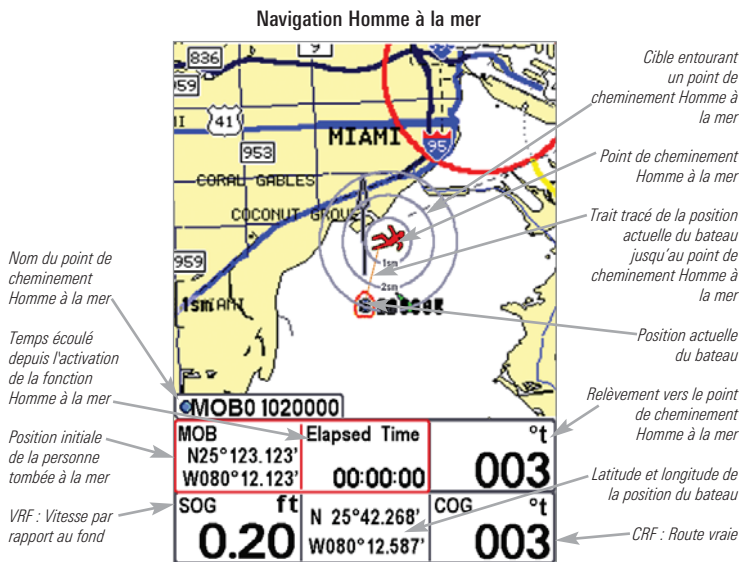 Navigation Homme à la mer
Cible entourant
un point de
cheminement Homme à
la mer
Point de cheminement
Homme à la mer
Trait tracé de la position
actuelle du bateau
jusqu'au point de
cheminement Homme à
la mer
Position actuelle
du bateau
Relèvement vers le point
de cheminement
Homme à la mer
Latitude et longitude de
la position du bateau
CRF : Route vraie
Nom du point de
cheminement
Homme à la mer
Temps écoulé
depuis l'activation
de la fonction
Homme à la mer
Position initiale
de la personne
tombée à la mer
VRF : Vitesse par
rapport au fond
836
9
959
41
953
MIAMI
95
CORAL GABLES
COCONUT GROVE
959
1sm
2sm
1sm
AMI
MOB0 1020000
MOB
N25°123.123'
W080°12.123'
Elapsed Time
00:00:00
°t
003
SOG ft
0.20
N 25°42.268'
W080°12.587'
COG °t
003